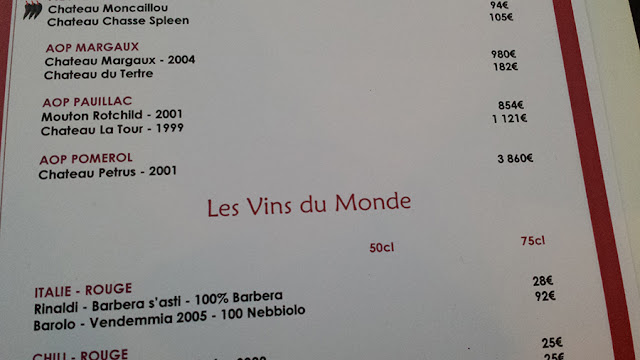 Chateau Moncaillou 94€
Chateau Chasse Spleen 105€
AOP MARGAUX
Chateau Margaux - 2004 980€
Chateau du Tertre 182€
AOP PAUILLAC
Mouton Rotchild - 2001 854€
Chateau La Tour - 1999 1 121€
AOP POMEROL
Chateau Petrus - 2001 3 860€
Les Vins du Monde
50cl 75cl
ITALIE - ROUGE
Rinaldi - Barbera s'asti - 100% Barbera 28€
Barolo - Vendemmia 2005 - 100 Nebbiolo 92€
CHILI - ROUGE
25€
25€